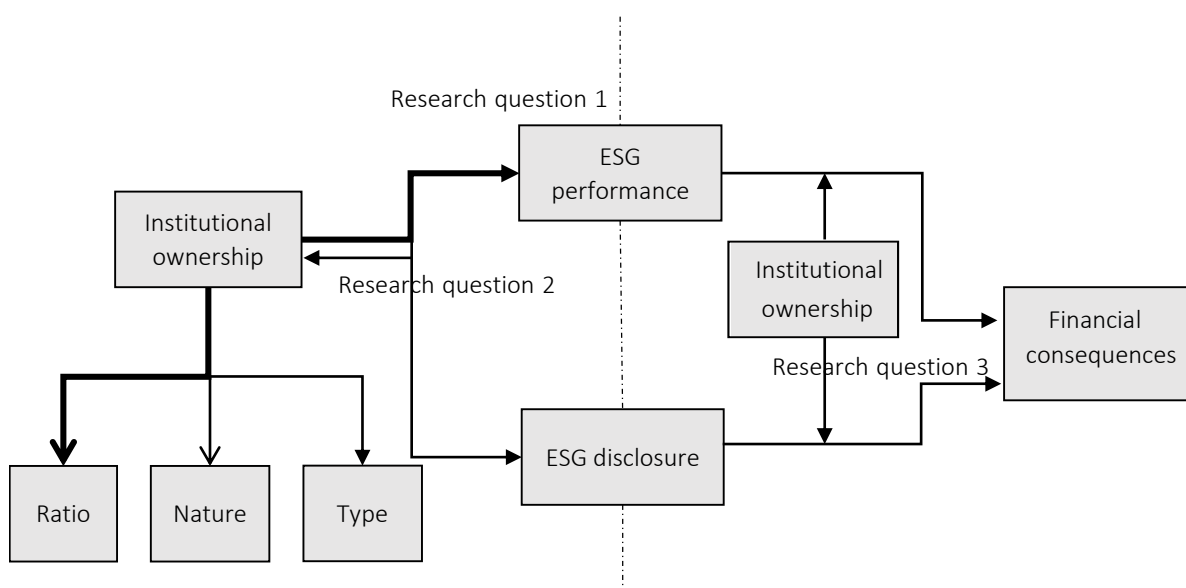 Research question 1
ESG
performance
Institutional
ownership
Research question 2
Institutional
ownership
Financial
consequences
Research question 3
ESG disclosure
Ratio
Nature
Type